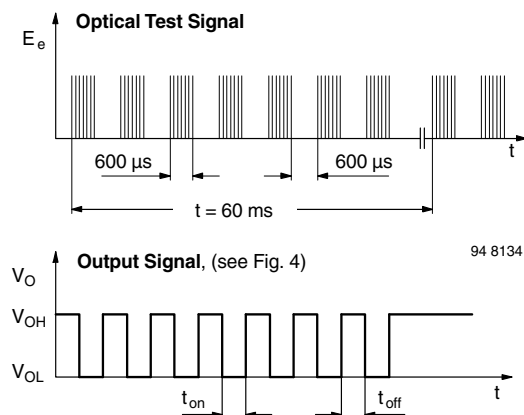 Optical Test Signal
E e
t
600 µs
600 µs
t = 60 ms
94 8134
Output Signal, (see Fig. 4)
V O
V OH
V OL
t on
t off
t